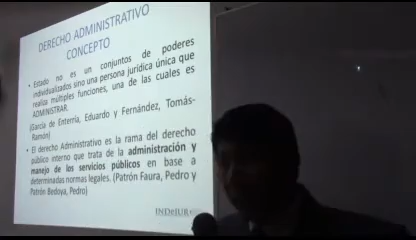 DERECHO ADMINISTRATIVO
CONCEPTO
• Estado no es un conjuntos de poderes
individualizados sino una persona jurídica única que
realiza múltiples funciones, una de las cuales es
ADMINISTRAR.
(García de Enterría, Eduardo y Fernández, Tomás-
Ramón)
• El derecho Administrativo es la rama del derecho
público interno que trata de la administración y
manejo de los servicios públicos en base a
determinadas normas legales. (Patrón Faura, Pedro y
Patrón Bedoya, Pedro)
INDeIUR